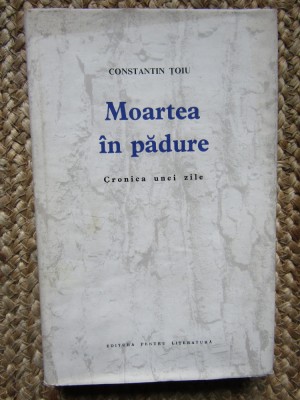 CONSTANTIN ȚOIU
Moartea
în pădure
Cronica unei zile
EDITURA PENTRU LITERATURĂ